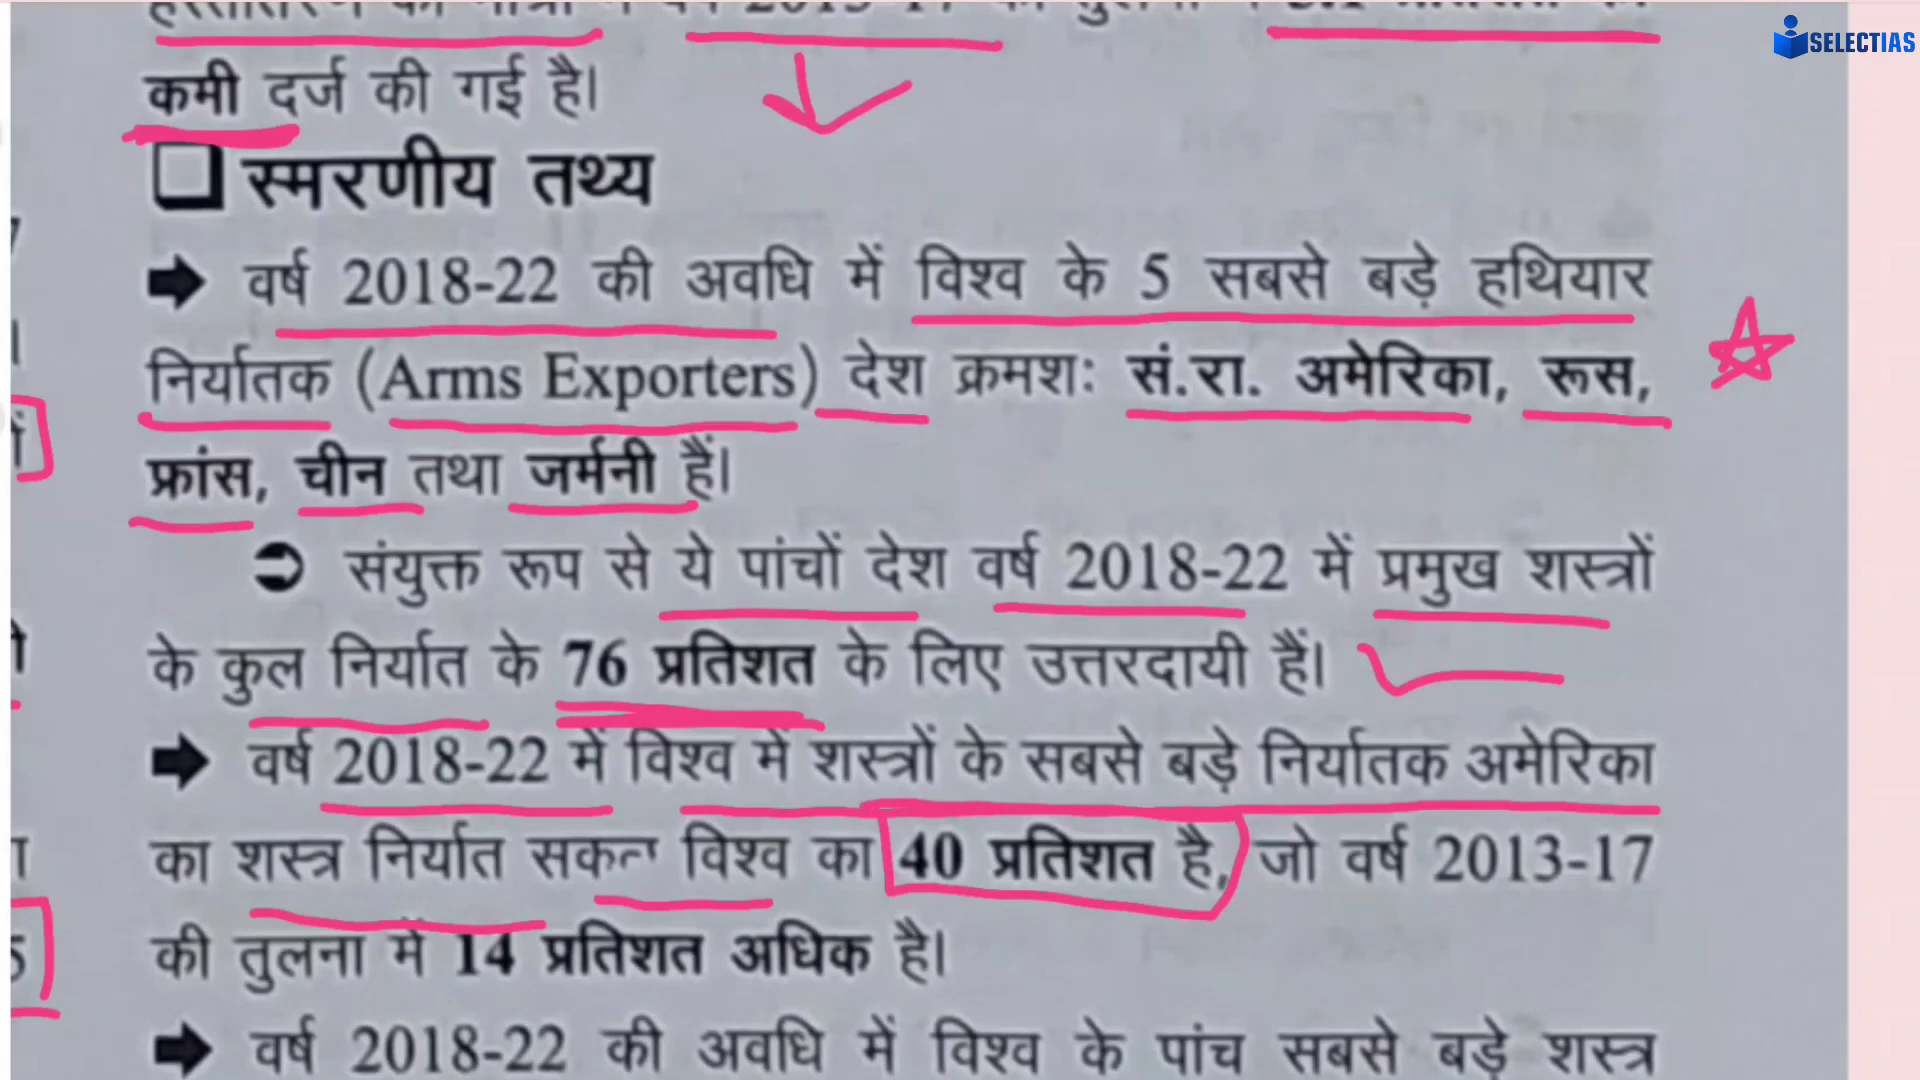 SELECTIAS
कमी दर्ज की गई है।
❑ स्मरणीय तथ्य
➡ वर्ष 2018-22 की अवधि में विश्व के 5 सबसे बड़े हथियार
निर्यातक (Arms Exporters) देश क्रमश: सं.रा. अमेरिका, रूस,
फ्रांस, चीन तथा जर्मनी हैं।
➲ संयुक्त रूप से ये पांचों देश वर्ष 2018-22 में प्रमुख शस्त्रों
के कुल निर्यात के 76 प्रतिशत के लिए उत्तरदायी हैं।
➡ वर्ष 2018-22 में विश्व में शस्त्रों के सबसे बड़े निर्यातक अमेरिका
का शस्त्र निर्यात विश्व का 40 प्रतिशत है, जो वर्ष 2013-17
की तुलना में 14 प्रतिशत अधिक है।
➡ वर्ष 2018-22 की अवधि में विश्व के पांच सबसे बड़े शस्त्र